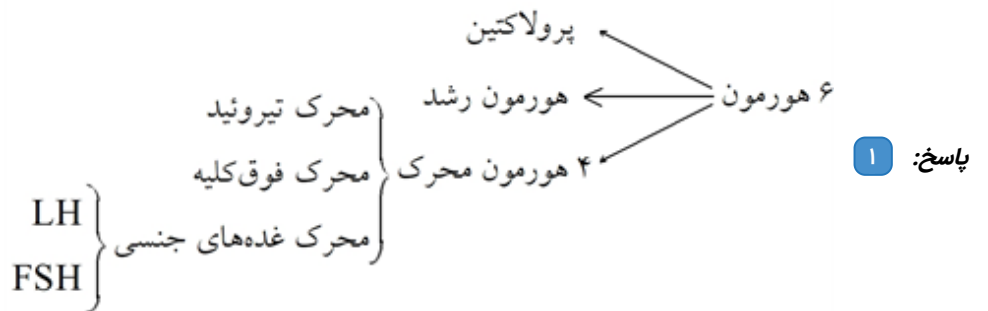 پاسخ: ۱
۶ هورمون
پرولاکتین
هورمون رشد
۴ هورمون محرک
محرک تیروئید
محرک فوق‌کلیه
محرک غده‌های جنسی
LH
FSH